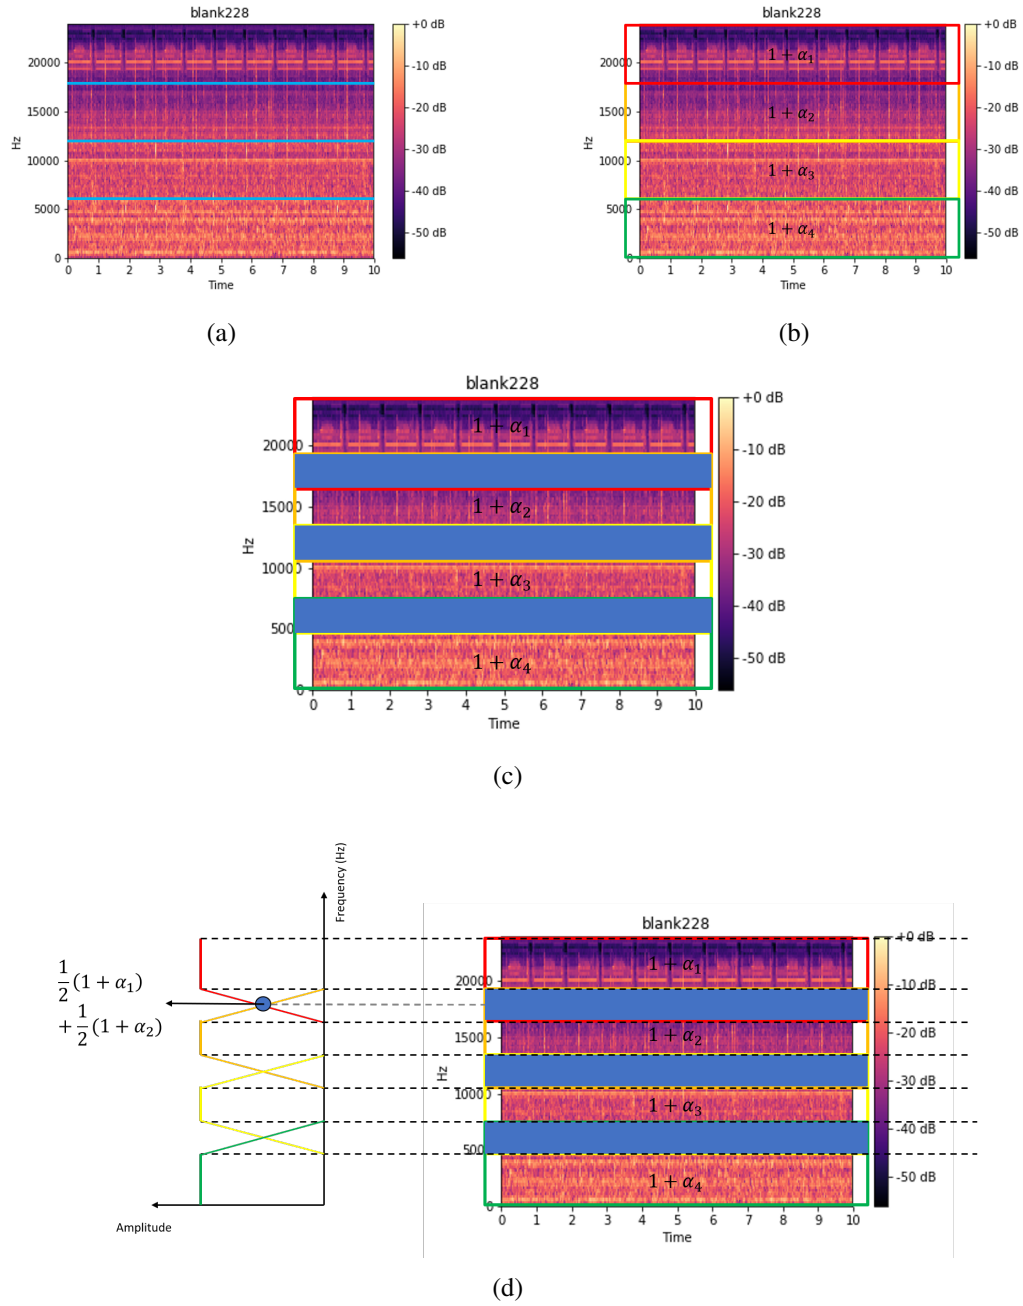 blank228
20000
15000
10000
5000
0
Hz
0 1 2 3 4 5 6 7 8 9 10
Time
+0 dB
-10 dB
-20 dB
-30 dB
-40 dB
-50 dB
(a)
blank228
20000
15000
10000
5000
0
Hz
1 + α₁
1 + α₂
1 + α₃
1 + α₄
0 1 2 3 4 5 6 7 8 9 10
Time
+0 dB
-10 dB
-20 dB
-30 dB
-40 dB
-50 dB
(b)
blank228
20000
15000
10000
500
0
Hz
1 + α₁
1 + α₂
1 + α₃
1 + α₄
0 1 2 3 4 5 6 7 8 9 10
Time
+0 dB
-10 dB
-20 dB
-30 dB
-40 dB
-50 dB
(c)
Frequency (Hz)
1/2 (1 + α₁)
+ 1/2 (1 + α₂)
Amplitude
blank228
20000
15000
10000
500
0
Hz
1 + α₁
1 + α₂
1 + α₃
1 + α₄
0 1 2 3 4 5 6 7 8 9 10
Time
+0 dB
-10 dB
-20 dB
-30 dB
-40 dB
-50 dB
(d)